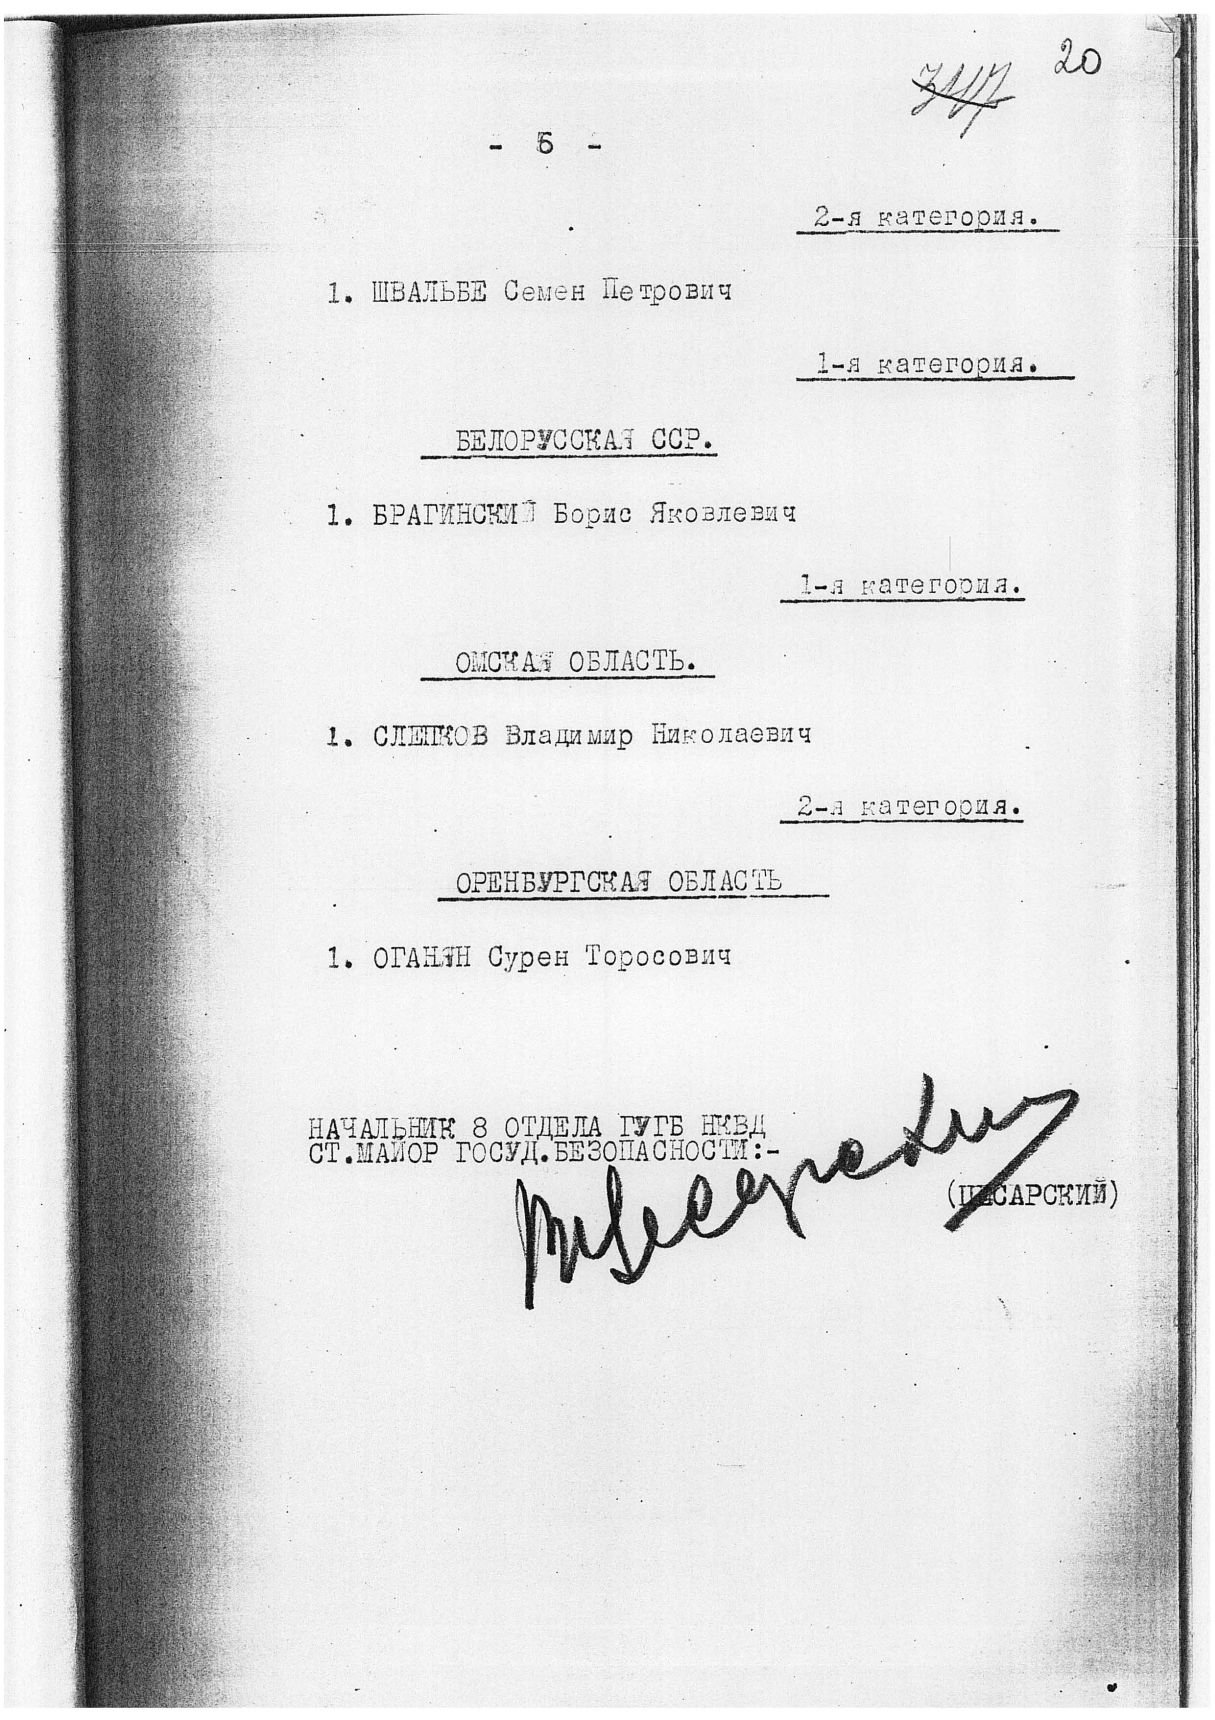 20
- 5 -
2-я категория.
1. ШВАЛЬБЕ Семен Петрович
1-я категория.
БЕЛОРУССКАЯ ССР.
1. БРАГИНСКИЙ Борис Яковлевич
1-я категория.
ОМСКАЯ ОБЛАСТЬ.
1. СЛЕПКОВ Владимир Николаевич
2-я категория.
ОРЕНБУРГСКАЯ ОБЛАСТЬ
1. ОГАНЯН Сурен Торосович
НАЧАЛЬНИК 8 ОТДЕЛА ГУГБ НКВД
СТ.МАЙОР ГОСУД.БЕЗОПАСНОСТИ:-
(ЦЕСАРСКИЙ)